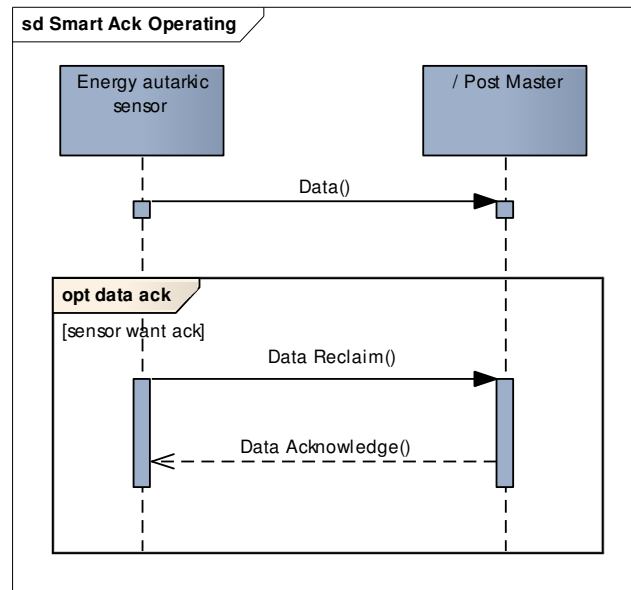 sd Smart Ack Operating
Energy autarkic
sensor
/ Post Master
Data()
opt data ack
[sensor want ack]
Data Reclaim()
Data Acknowledge()